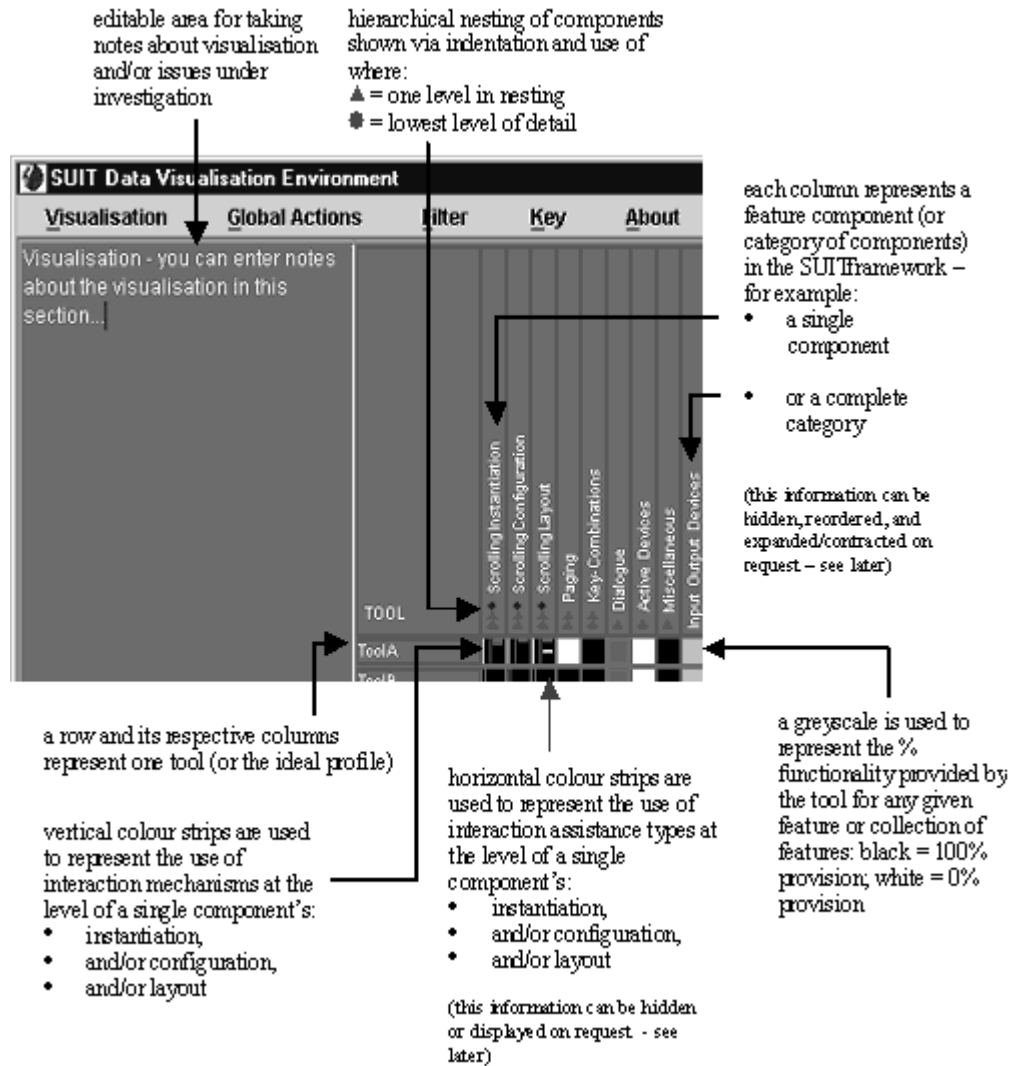 editable area for taking
notes about visualisation
and/or issues under
investigation
hierarchical nesting of components
shown via indentation and use of
where:
▲ = one level in nesting
● = lowest level of detail
SUIT Data Visualisation Environment
Visualisation Global Actions Filter Key About
Visualisation - you can enter notes
about the visualisation in this
section...
TOOL
Scrolling Instantiation
Scrolling Configuration
Scrolling Layout
Paging
Key-Combinations
Dialogue
Active Devices
Miscellaneous
Input Output Devices
ToolA
ToolB
each column represents a
feature component (or
category of components)
in the SUIT framework –
for example:
• a single
component
• or a complete
category
(this information can be
hidden, reordered, and
expanded/contracted on
request – see later)
a row and its respective columns
represent one tool (or the ideal profile)
vertical colour strips are used
to represent the use of
interaction mechanisms at the
level of a single component's:
• instantiation,
• and/or configuration,
• and/or layout
horizontal colour strips are
used to represent the use of
interaction assistance types at
the level of a single
component's:
• instantiation,
• and/or configuration,
• and/or layout
(this information can be hidden
or displayed on request - see
later)
a greyscale is used to
represent the %
functionality provided by
the tool for any given
feature or collection of
features: black = 100%
provision; white = 0%
provision